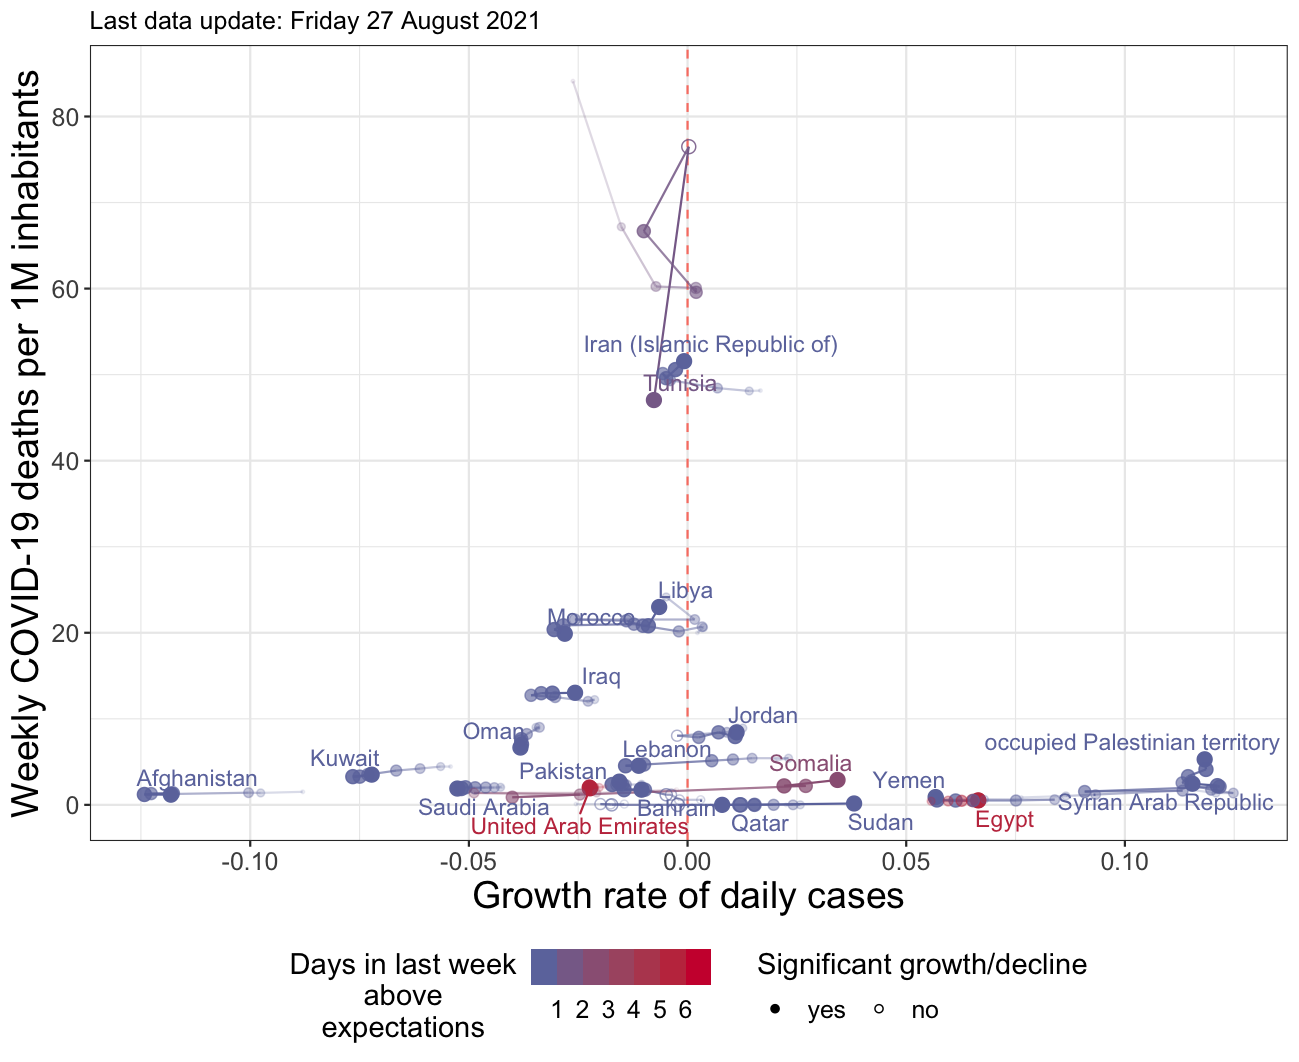 Last data update: Friday 27 August 2021
Weekly COVID-19 deaths per 1M inhabitants
80
60
40
20
0
Iran (Islamic Republic of)
Tunisia
Libya
Morocco
Iraq
Jordan
Oman
occupied Palestinian territory
Lebanon
Kuwait
Somalia
Pakistan
Afghanistan
Yemen
Syrian Arab Republic
Saudi Arabia
Bahrain
United Arab Emirates
Qatar
Sudan
Egypt
-0.10
-0.05
0.00
0.05
0.10
Growth rate of daily cases
Days in last week
above
expectations
1 2 3 4 5 6
Significant growth/decline
yes
no